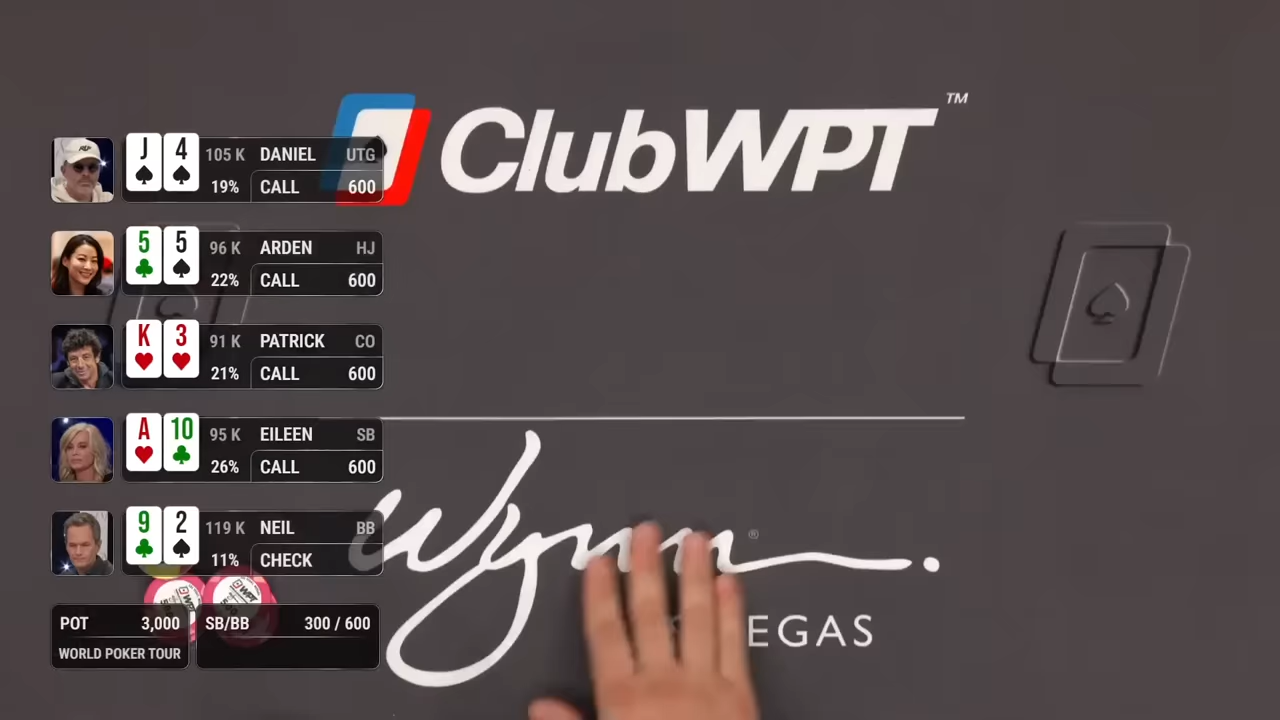 ClubWPT™
J 4 105 K DANIEL UTG
19% CALL 600
5 5 96 K ARDEN HJ
22% CALL 600
K 3 91 K PATRICK CO
21% CALL 600
A 10 95 K EILEEN SB
26% CALL 600
9 2 119 K NEIL BB
11% CHECK
POT 3,000 SB/BB 300 / 600
WORLD POKER TOUR
Wynn®
EGAS
WPT